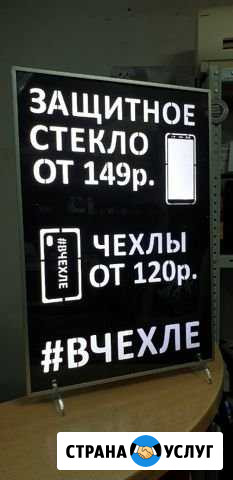 ЗАЩИТНОЕ
СТЕКЛО
ОТ 149р.
#ВЧЕХЛЕ
ЧЕХЛЫ
ОТ 120р.
#ВЧЕХЛЕ
СТРАНА УСЛУГ